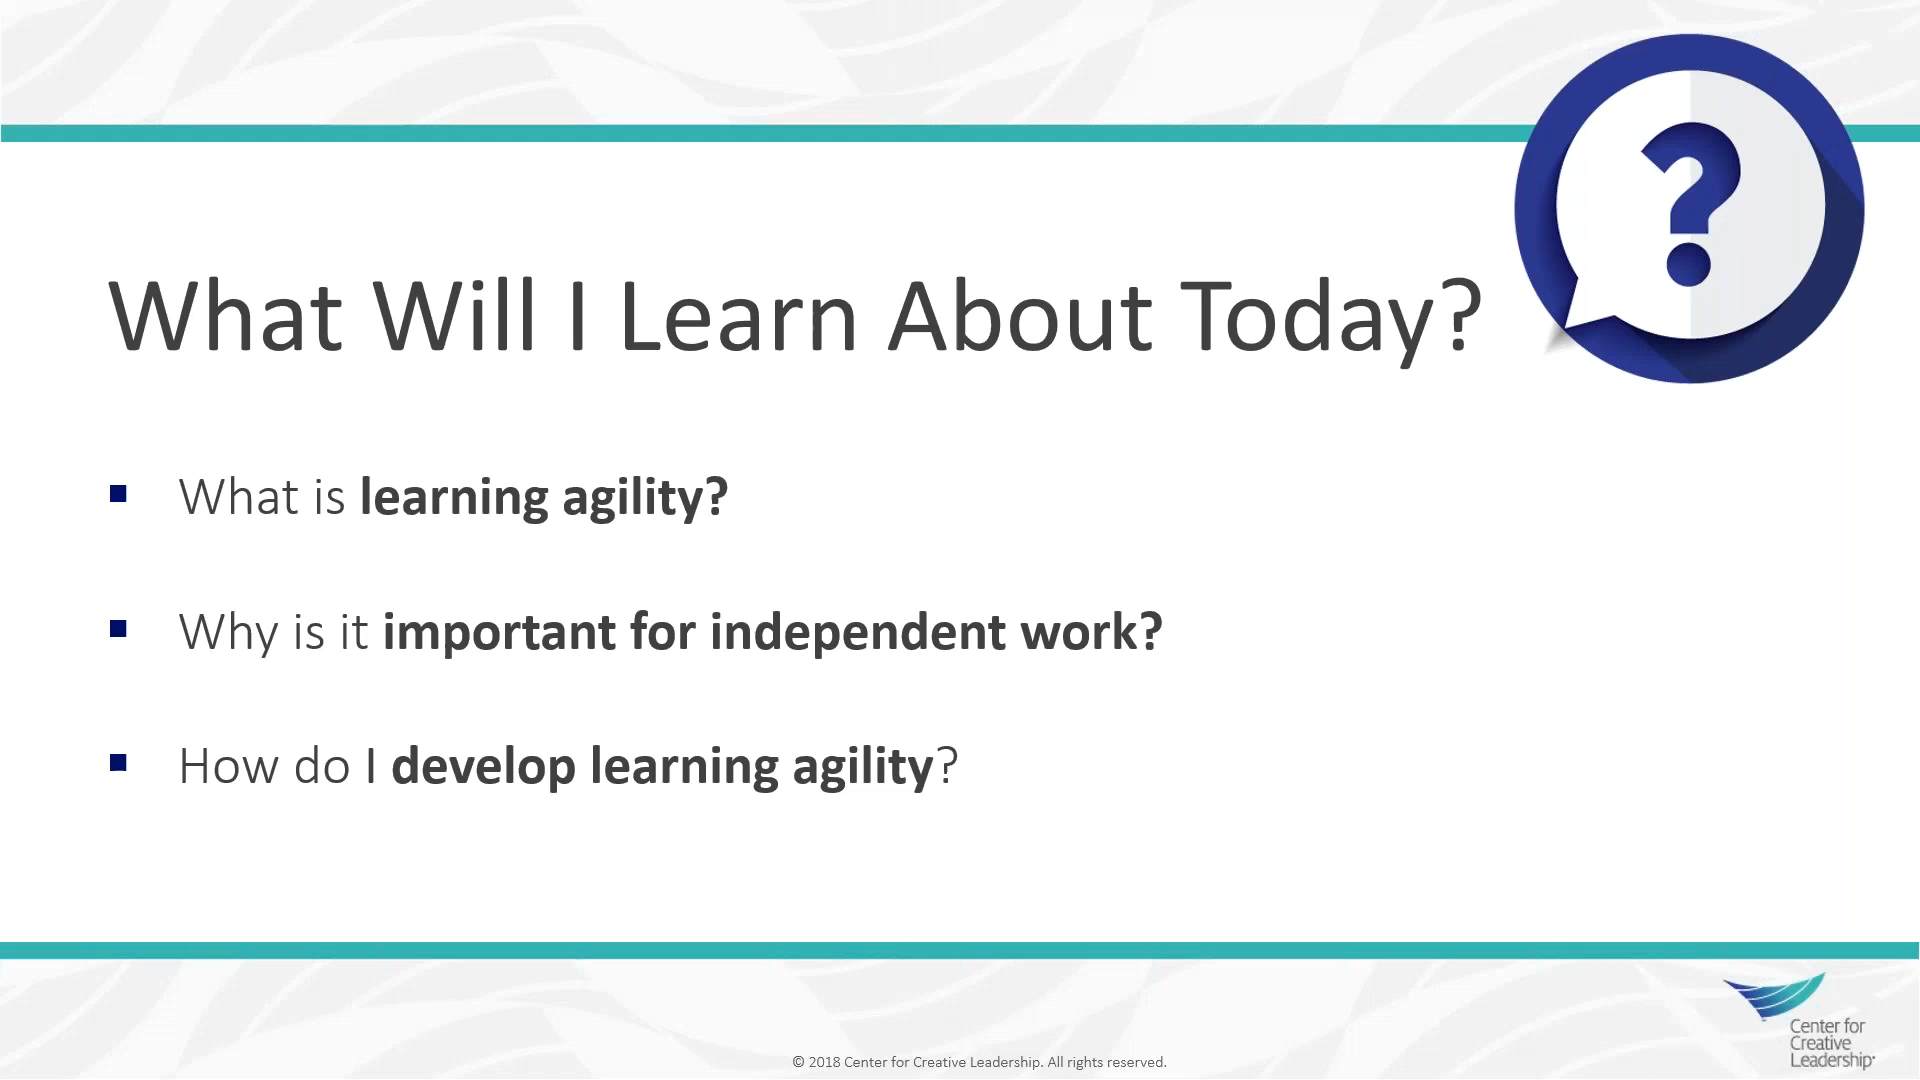 What Will I Learn About Today?
What is learning agility?
Why is it important for independent work?
How do I develop learning agility?
Center for
Creative
Leadership
© 2018 Center for Creative Leadership. All rights reserved.